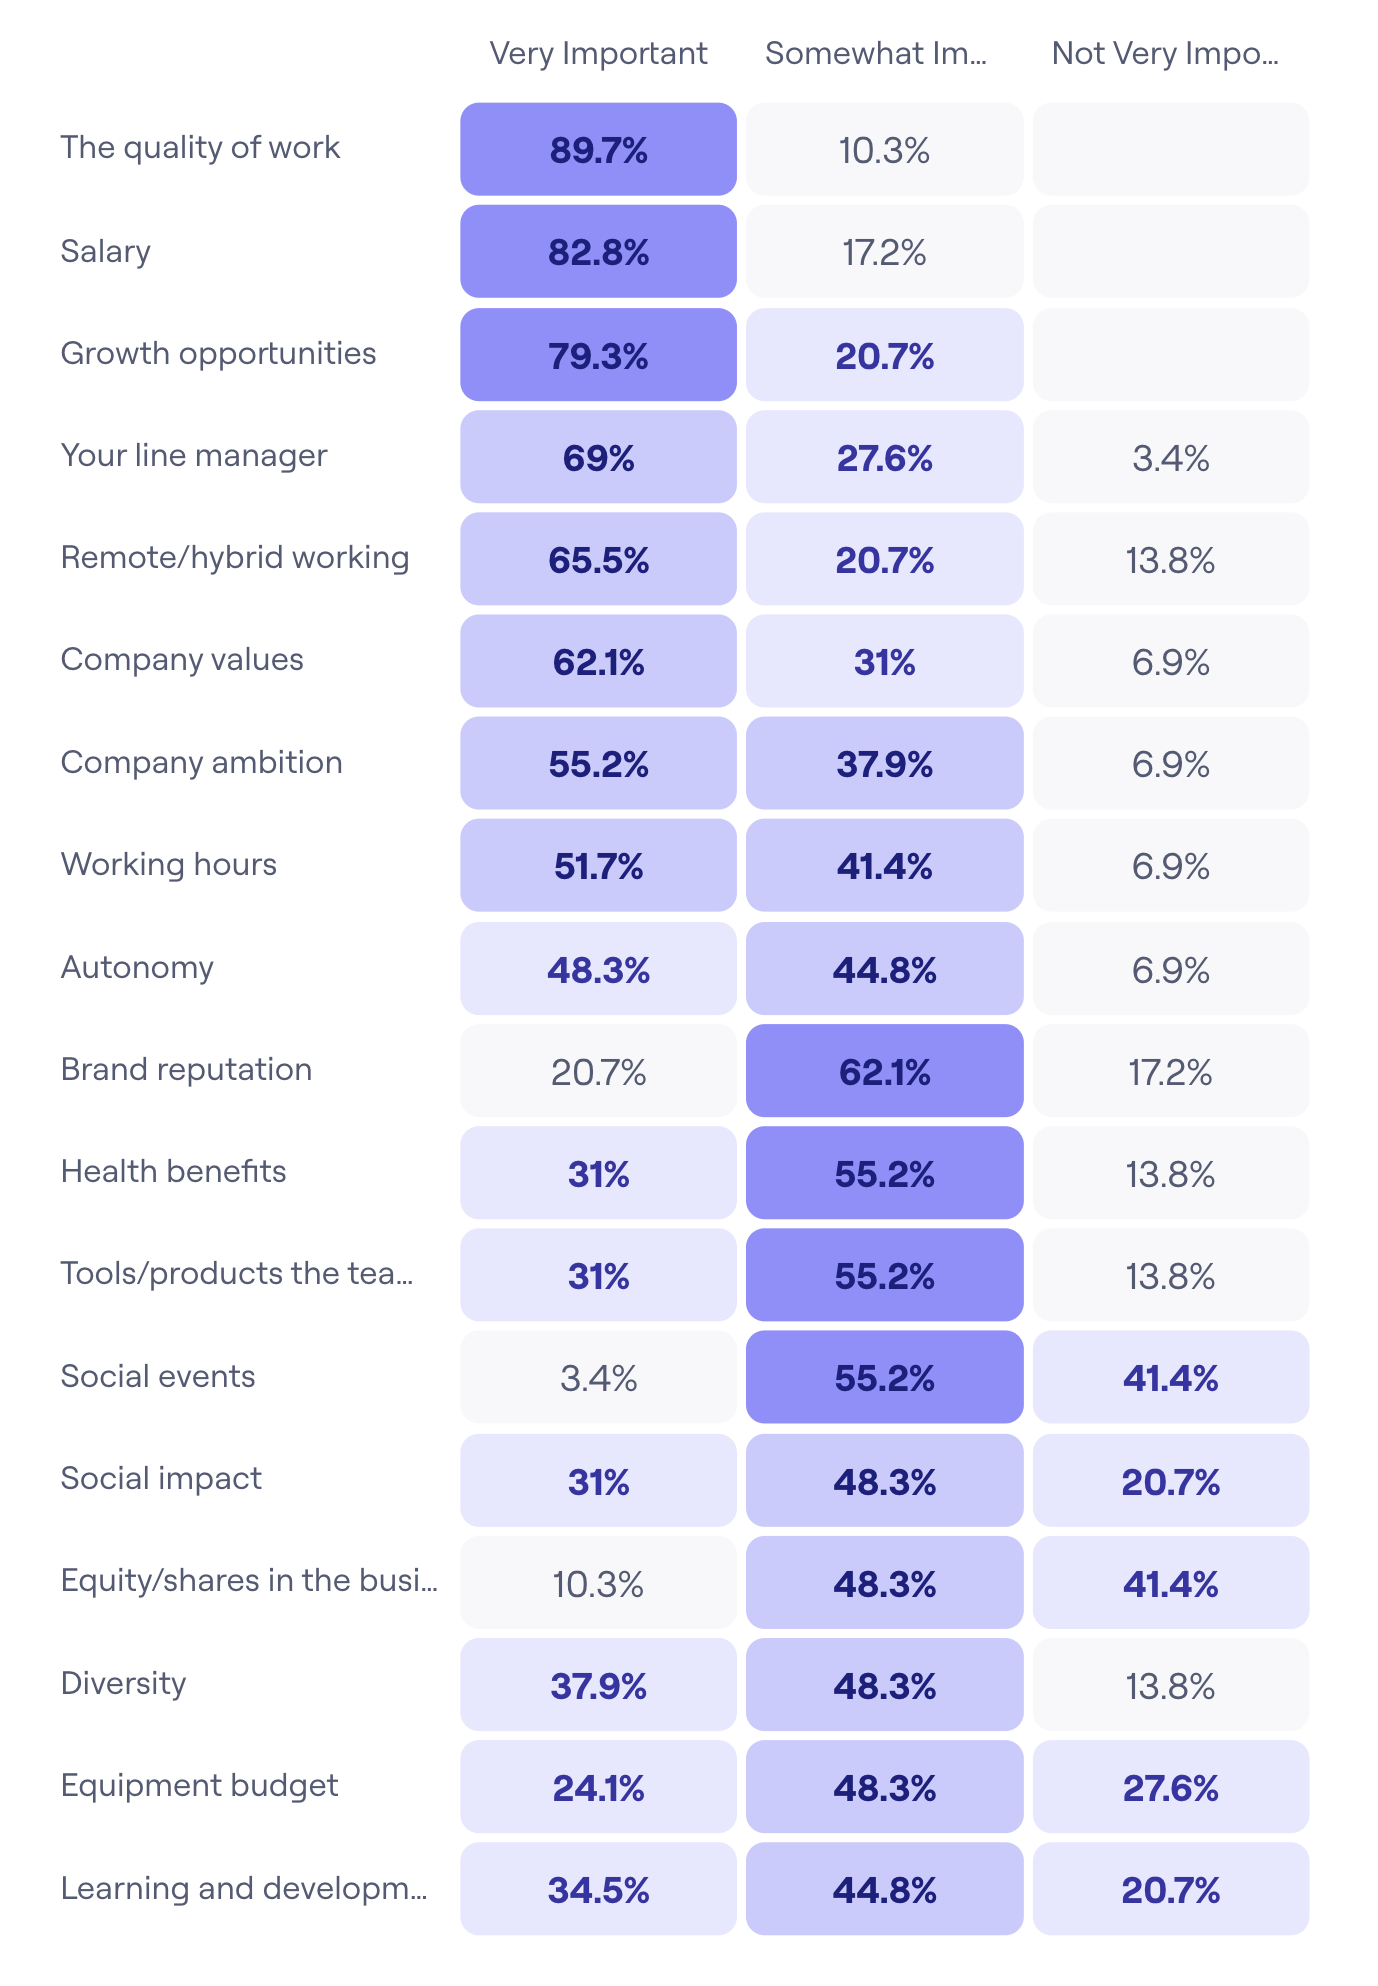 Very Important Somewhat Im... Not Very Impo...
The quality of work 89.7% 10.3%
Salary 82.8% 17.2%
Growth opportunities 79.3% 20.7%
Your line manager 69% 27.6% 3.4%
Remote/hybrid working 65.5% 20.7% 13.8%
Company values 62.1% 31% 6.9%
Company ambition 55.2% 37.9% 6.9%
Working hours 51.7% 41.4% 6.9%
Autonomy 48.3% 44.8% 6.9%
Brand reputation 20.7% 62.1% 17.2%
Health benefits 31% 55.2% 13.8%
Tools/products the tea... 31% 55.2% 13.8%
Social events 3.4% 55.2% 41.4%
Social impact 31% 48.3% 20.7%
Equity/shares in the busi... 10.3% 48.3% 41.4%
Diversity 37.9% 48.3% 13.8%
Equipment budget 24.1% 48.3% 27.6%
Learning and developm... 34.5% 44.8% 20.7%